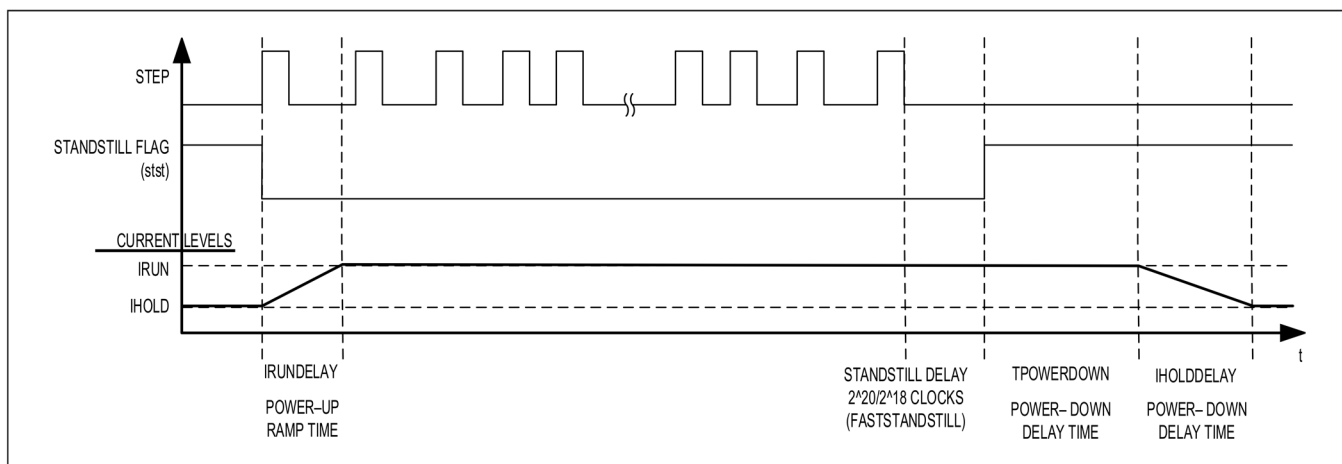 STEP
STANDSTILL FLAG
(stst)
CURRENT LEVELS
IRUN
IHOLD
t
IRUNDELAY
POWER–UP
RAMP TIME
STANDSTILL DELAY
2^20/2^18 CLOCKS
(FASTSTANDSTILL)
TPOWERDOWN
POWER– DOWN
DELAY TIME
IHOLDDELAY
POWER– DOWN
DELAY TIME